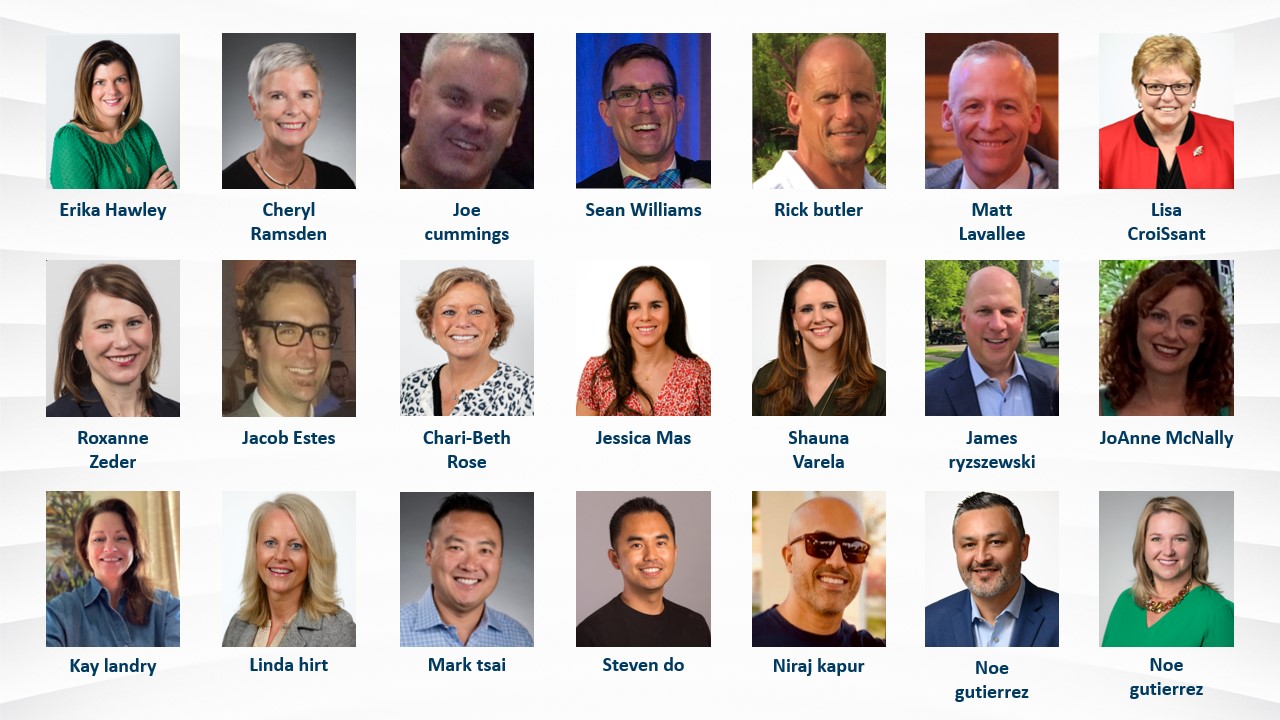 Erika Hawley
Cheryl
Ramsden
Joe
cummings
Sean Williams
Rick butler
Matt
Lavallee
Lisa
CroiSsant
Roxanne
Zeder
Jacob Estes
Chari-Beth
Rose
Jessica Mas
Shauna
Varela
James
ryzszewski
JoAnne McNally
Kay landry
Linda hirt
Mark tsai
Steven do
Niraj kapur
Noe
gutierrez
Noe
gutierrez